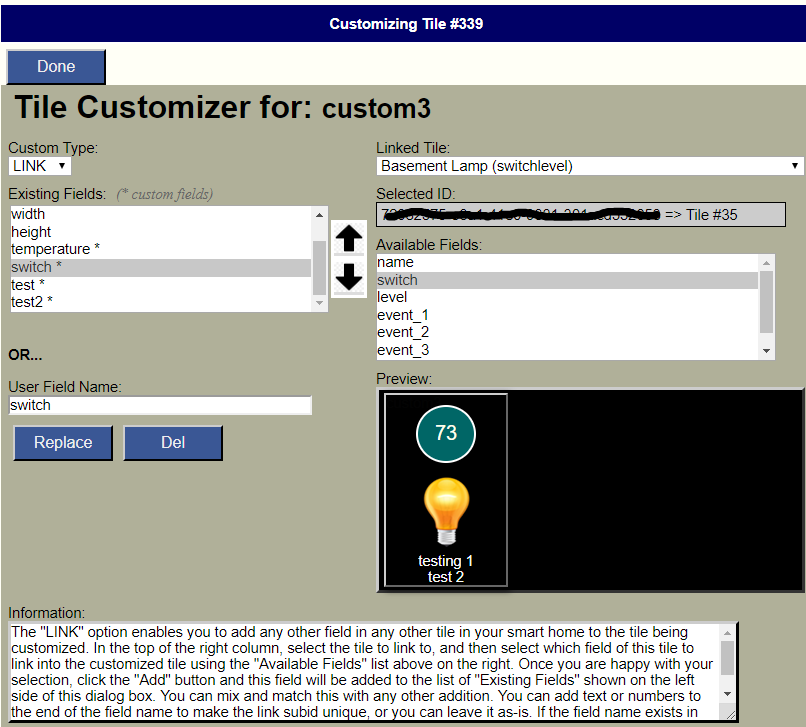 Customizing Tile #339
Done
Tile Customizer for: custom3
Custom Type:
LINK
Existing Fields: (* custom fields)
width
height
temperature *
switch *
test *
test2 *
OR...
User Field Name:
switch
Replace Del
Linked Tile:
Basement Lamp (switchlevel)
Selected ID:
=> Tile #35
Available Fields:
name
switch
level
event_1
event_2
event_3
Preview:
73
testing 1
test 2
Information:
The "LINK" option enables you to add any other field in any other tile in your smart home to the tile being
customized. In the top of the right column, select the tile to link to, and then select which field of this tile to
link into the customized tile using the "Available Fields" list above on the right. Once you are happy with your
selection, click the "Add" button and this field will be added to the list of "Existing Fields" shown on the left
side of this dialog box. You can mix and match this with any other addition. You can add text or numbers to
the end of the field name to make the link subid unique, or you can leave it as-is. If the field name exists in